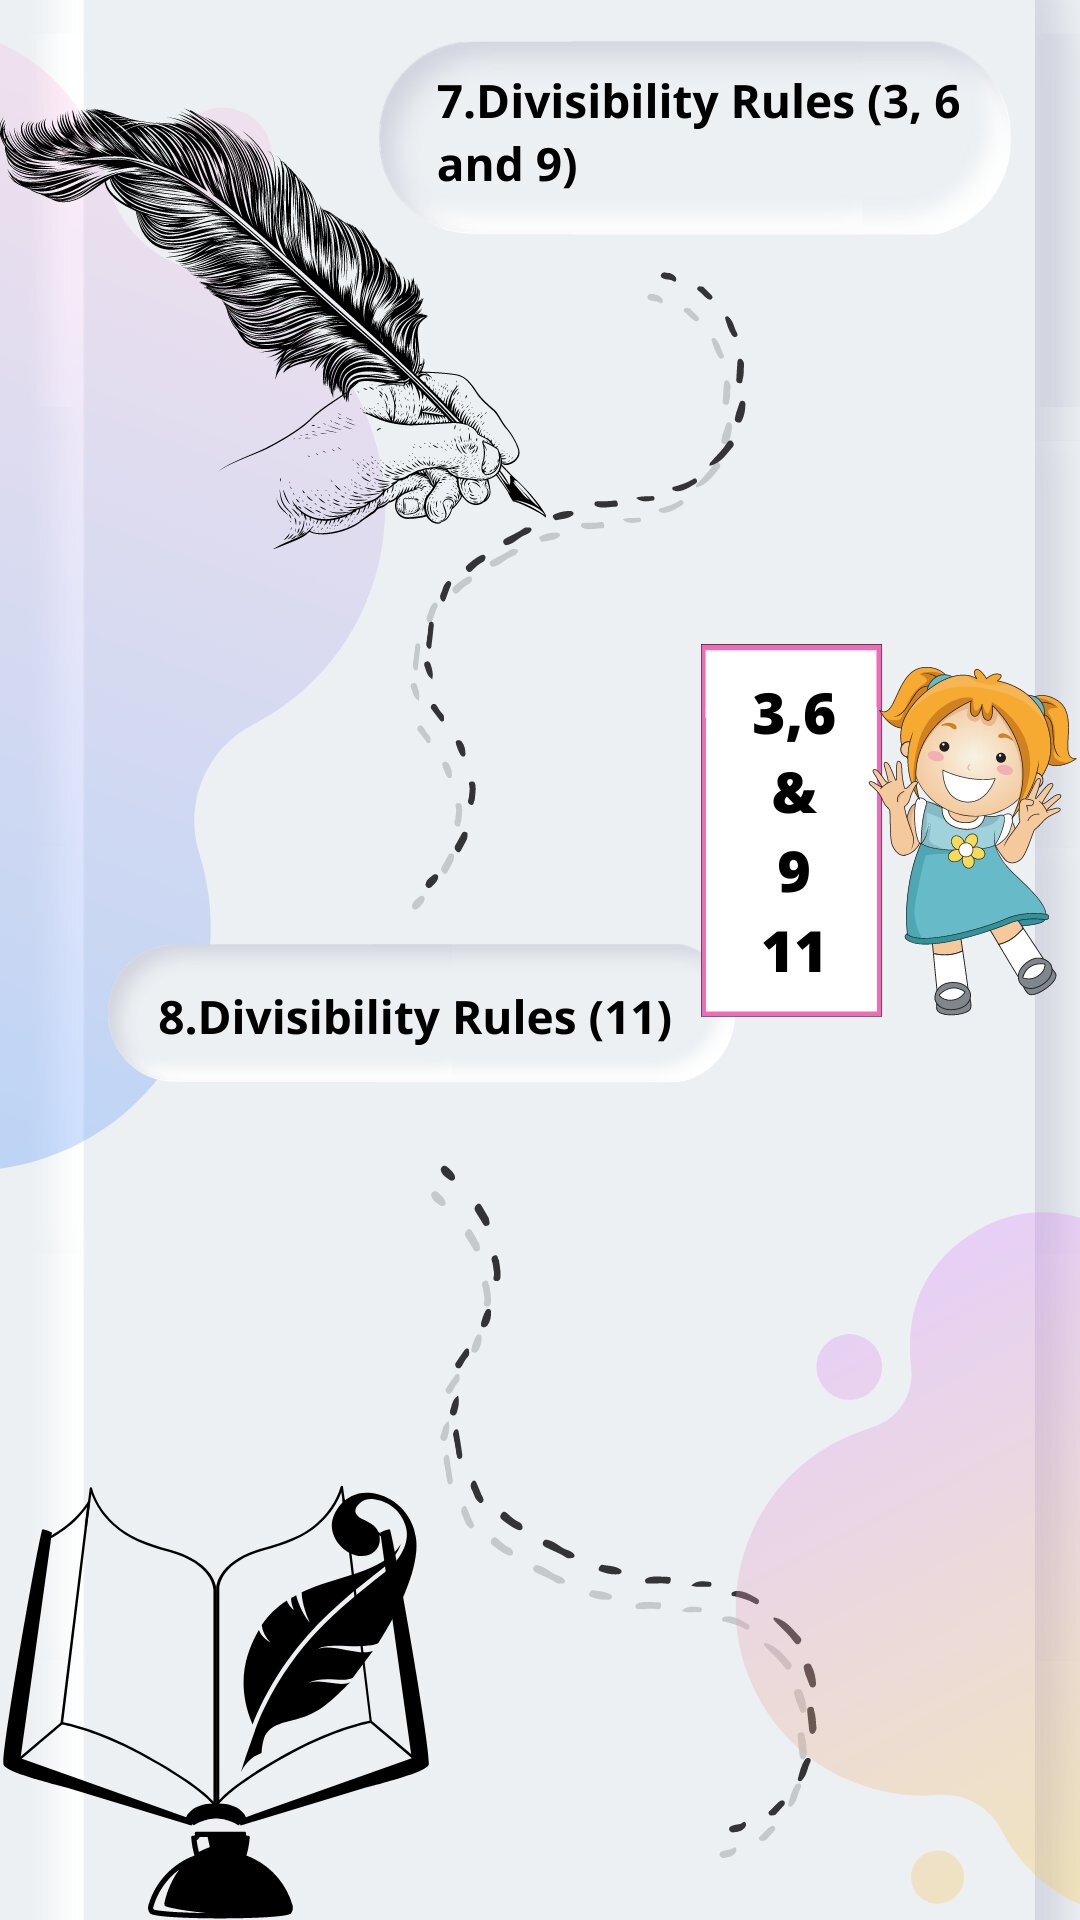 7.Divisibility Rules (3, 6
and 9)
3,6
&
9
11
8.Divisibility Rules (11)